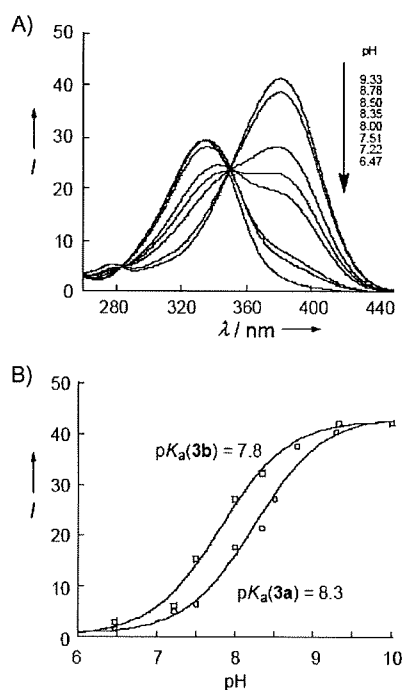 A)
pH
9.33
8.78
8.50
8.35
8.00
7.51
7.22
6.47
50
40
30
20
10
0
I
280 320 360 400 440
λ / nm
B)
50
40
30
20
10
0
I
pKa(3b) = 7.8
pKa(3a) = 8.3
6 7 8 9 10
pH